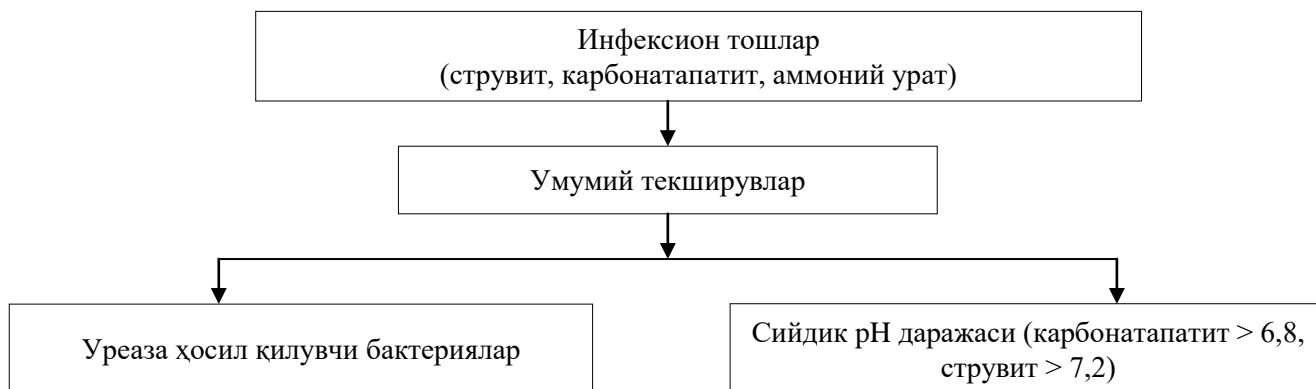 Инфексион тошлар
(струвит, карбонатапатит, аммоний урат)
Умумий текширувлар
Уреаза ҳосил қилувчи бактериялар
Сийдик pH даражаси (карбонатапатит > 6,8,
струвит > 7,2)